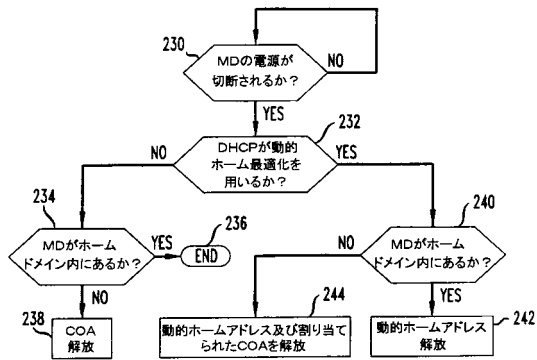 230
MDの電源が
切断されるか?
NO
YES
232
DHCPが動的
ホーム最適化を
用いるか?
NO
YES
234
MDがホーム
ドメイン内にあるか?
YES
236
END
NO
238
COA
解放
240
MDがホーム
ドメイン内にあるか?
NO
YES
244
動的ホームアドレス及び割り当て
られたCOAを解放
動的ホームアドレス
解放
242